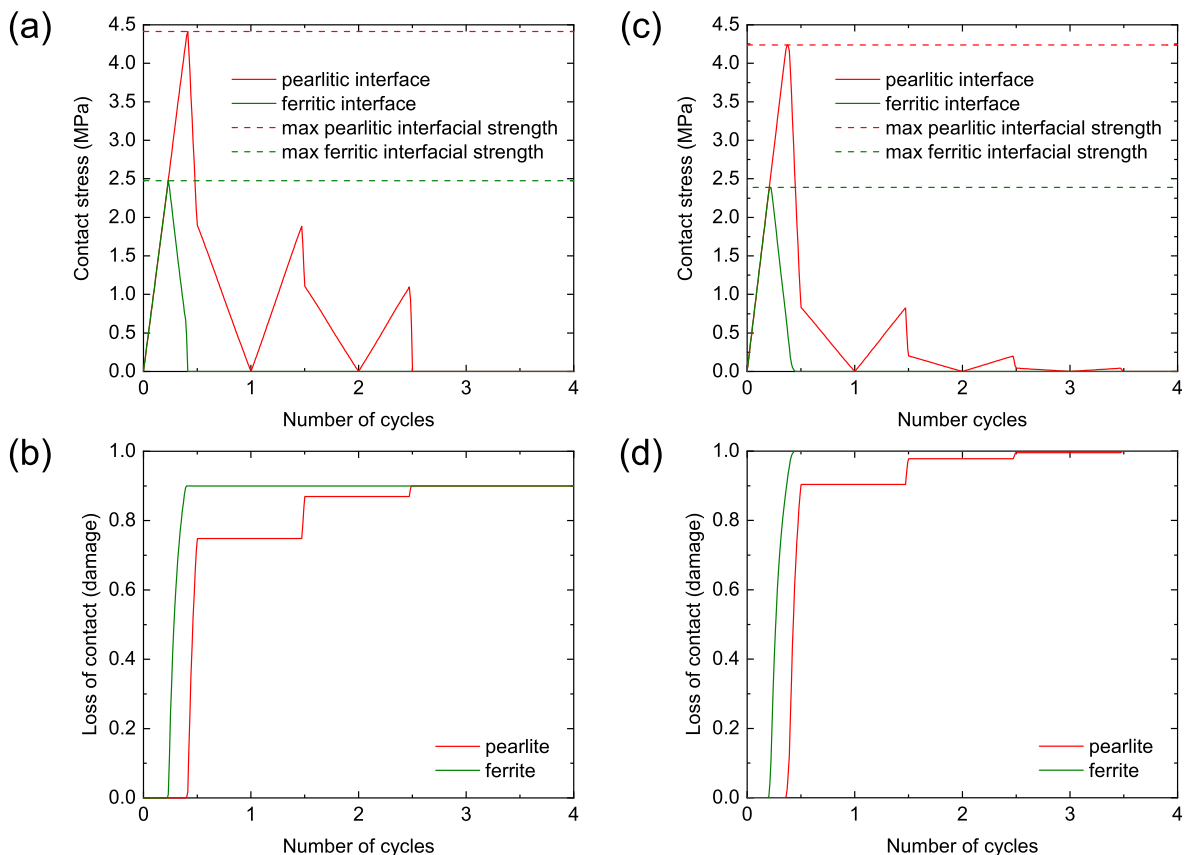 (a)
4.5
4.0
3.5
3.0
2.5
2.0
1.5
1.0
0.5
0.0
Contact stress (MPa)
pearlitic interface
ferritic interface
max pearlitic interfacial strength
max ferritic interfacial strength
0 1 2 3 4
Number of cycles
(c)
4.5
4.0
3.5
3.0
2.5
2.0
1.5
1.0
0.5
0.0
Contact stress (MPa)
pearlitic interface
ferritic interface
max pearlitic interfacial strength
max ferritic interfacial strength
0 1 2 3 4
Number cycles
(b)
1.0
0.8
0.6
0.4
0.2
0.0
Loss of contact (damage)
pearlite
ferrite
0 1 2 3 4
Number of cycles
(d)
1.0
0.8
0.6
0.4
0.2
0.0
Loss of contact (damage)
pearlite
ferrite
0 1 2 3 4
Number of cycles